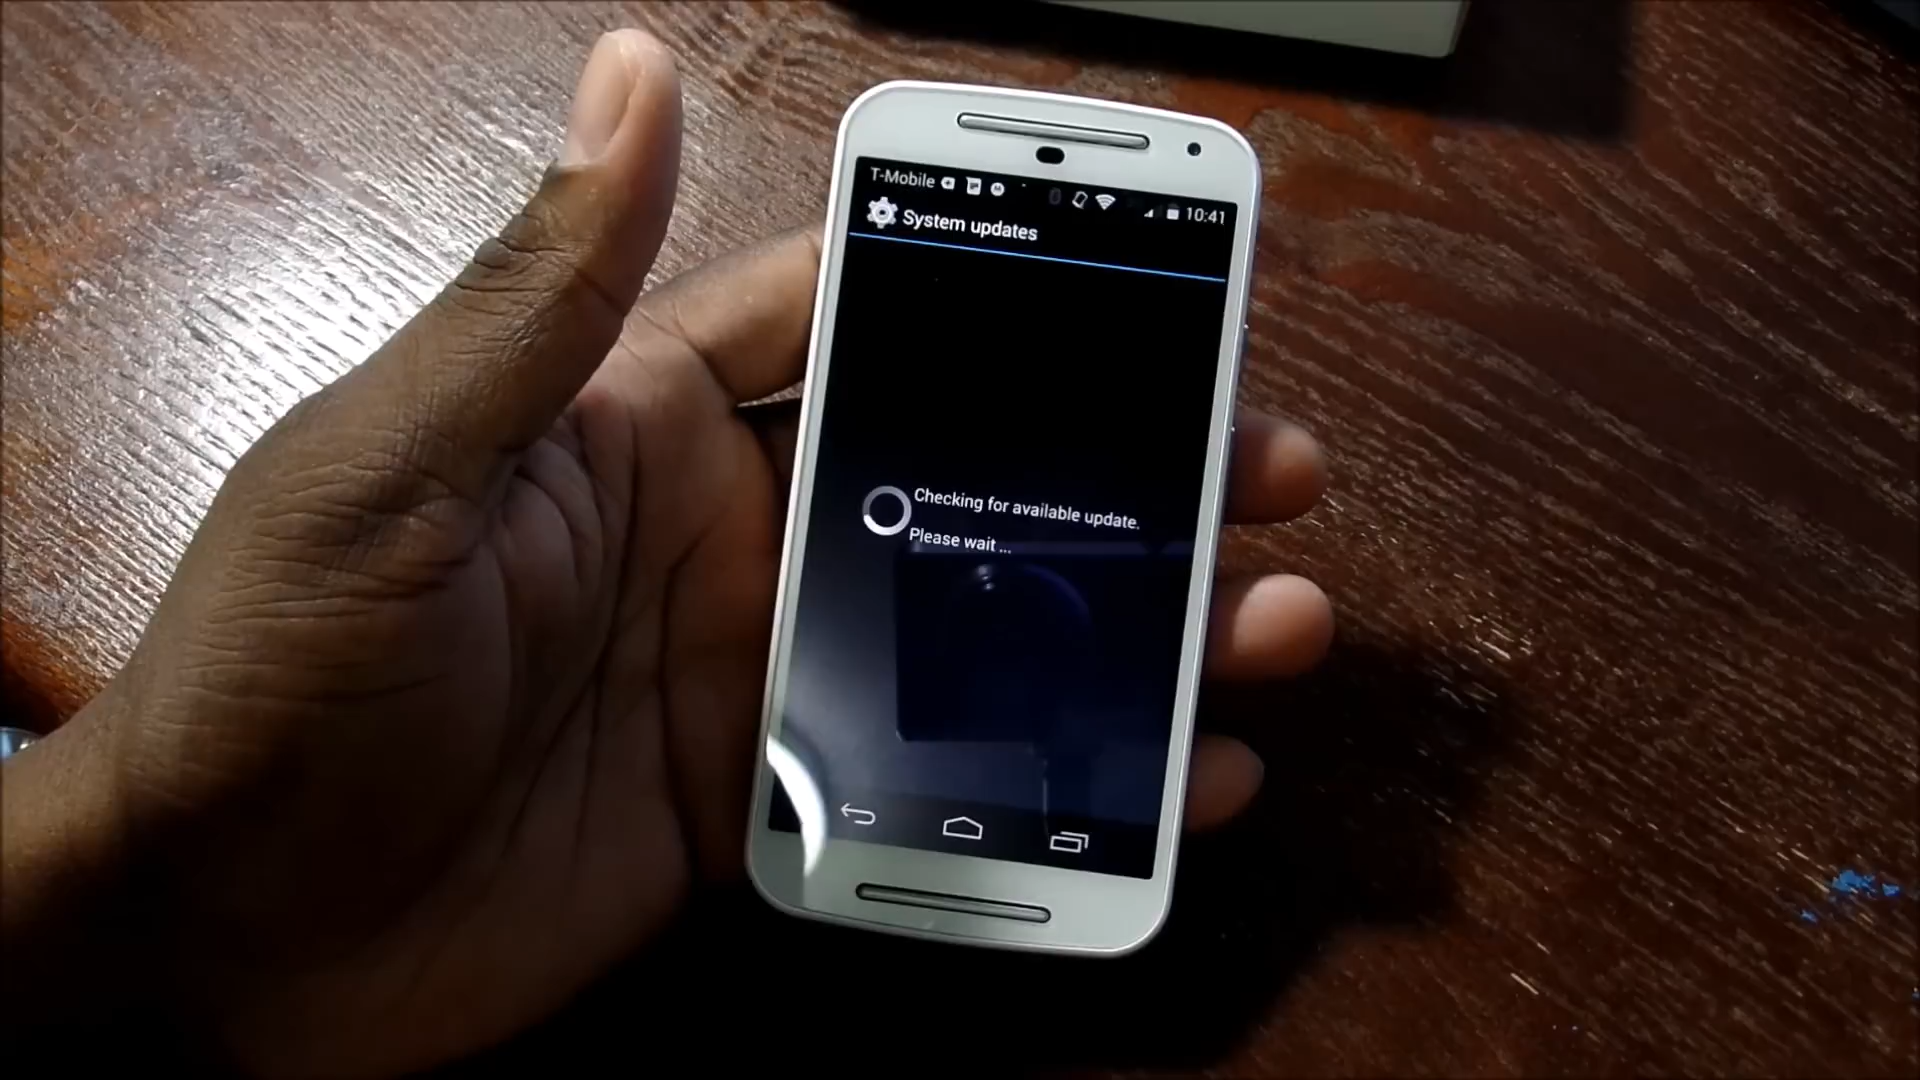 T-Mobile 10:41
System updates
Checking for available update.
Please wait ...